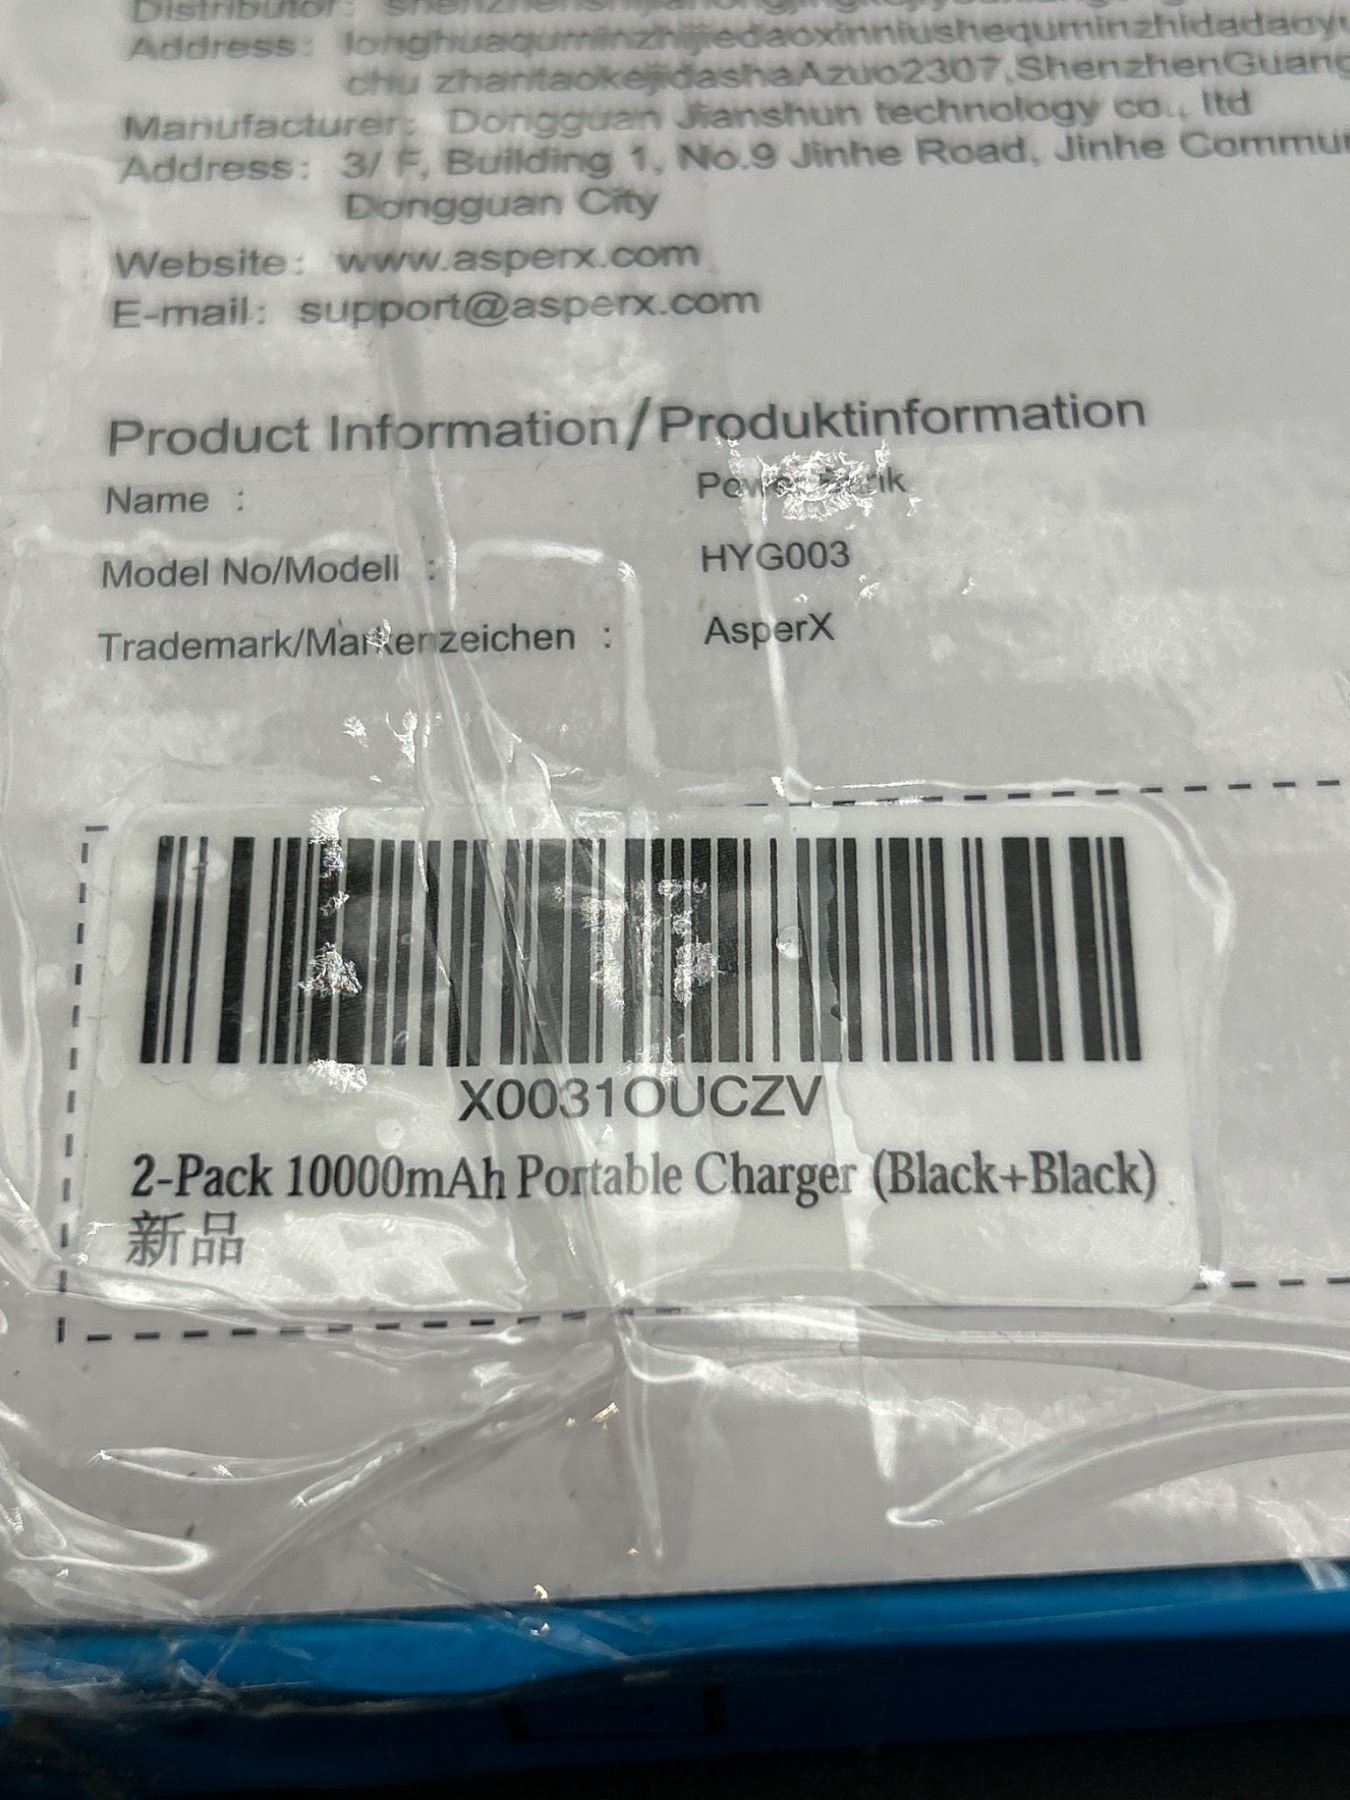 Distributor:
Address: longhuaquminzhijiedaoxinniushequminzhidadaoyu
chu zhantaokejidashaAzuo2307,ShenzhenGuang
Manufacturer: Dongguan Jianshun technology co., ltd
Address: 3/ F, Building 1, No.9 Jinhe Road, Jinhe Commu
Dongguan City
Website: www.asperx.com
E-mail: support@asperx.com
Product Information/Produktinformation
Name :
Model No/Modell : HYG003
Trademark/Markenzeichen : AsperX
X0031OUCZV
2-Pack 10000mAh Portable Charger (Black+Black)
新品